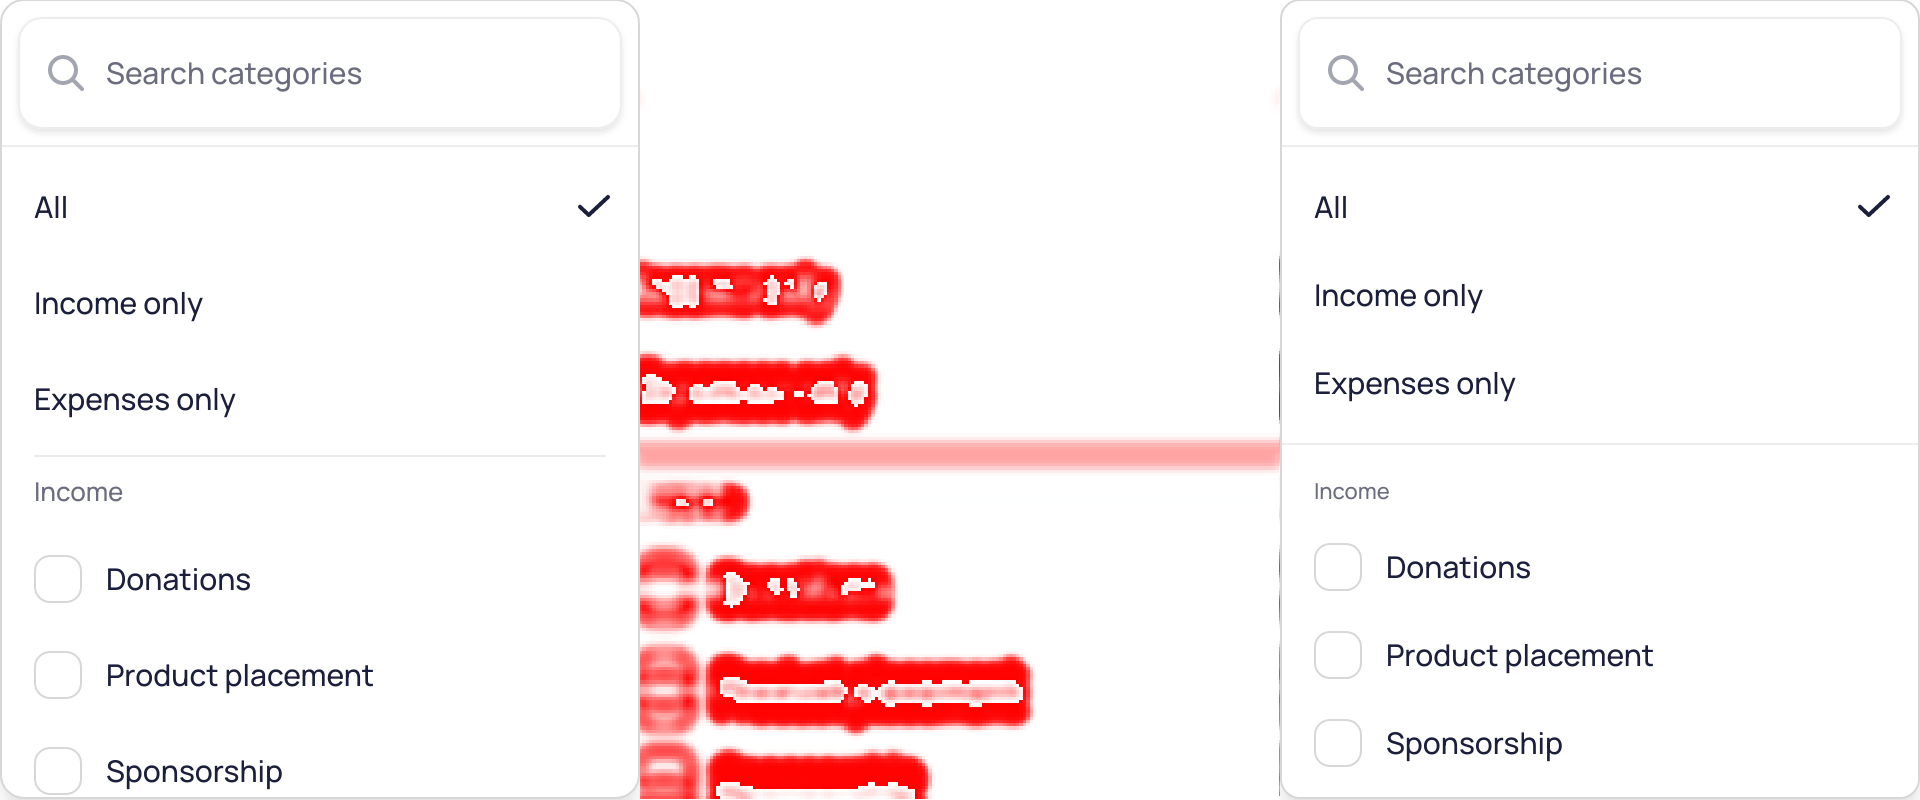 Search categories
All
Income only
Expenses only
Income
Donations
Product placement
Sponsorship
Search categories
All
Income only
Expenses only
Income
Donations
Product placement
Sponsorship